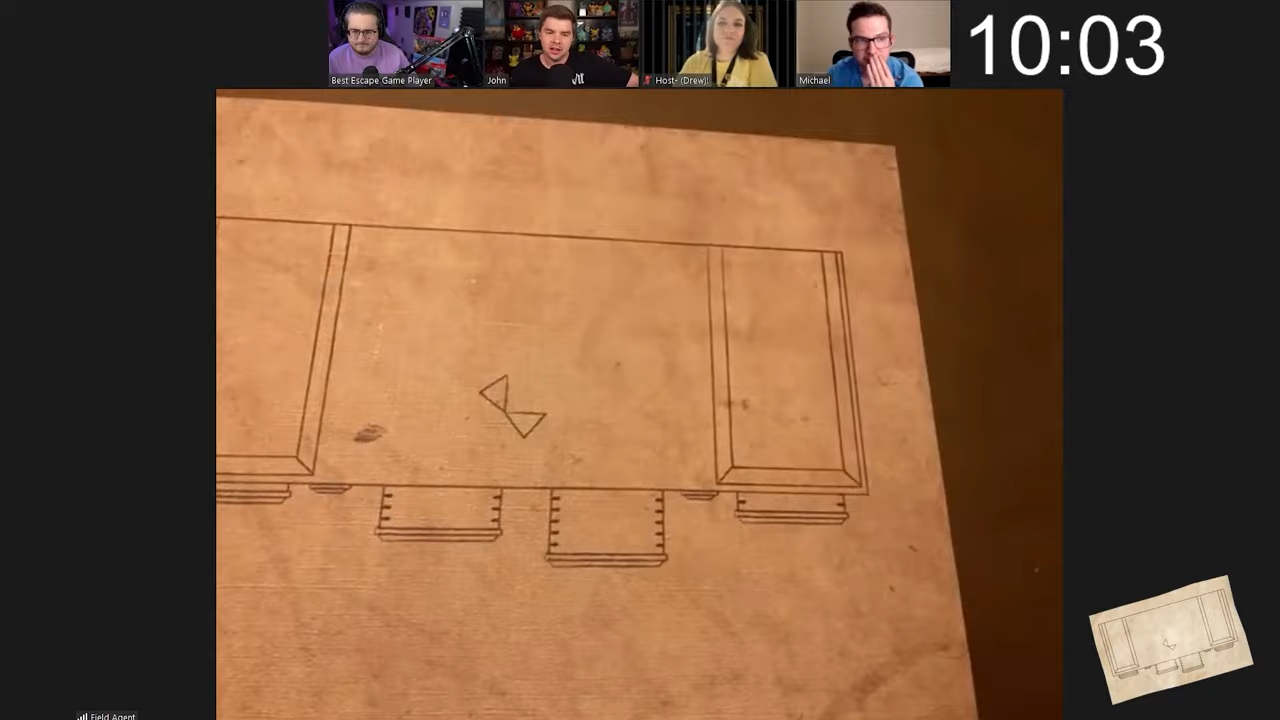 10:03
Best Escape Game Player
John
Host- (Drew)!
Michael
Field Agent